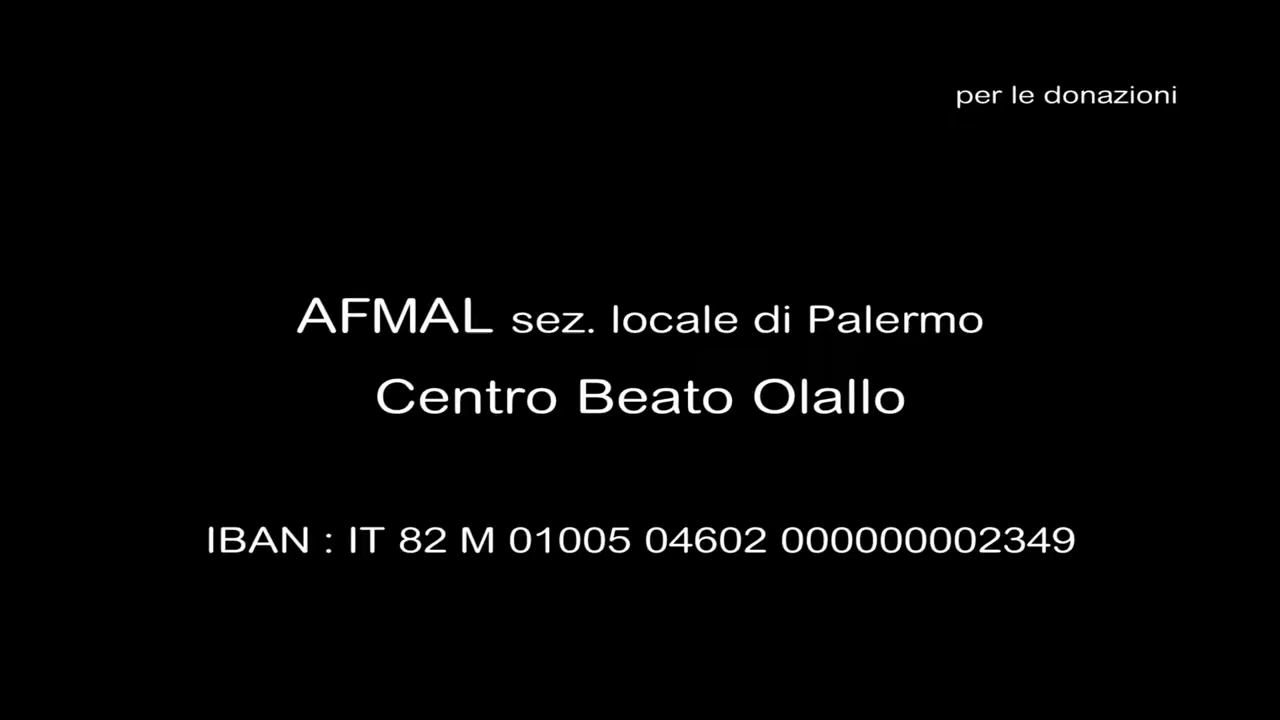 per le donazioni
AFMAL sez. locale di Palermo
Centro Beato Olallo
IBAN : IT 82 M 01005 04602 000000002349